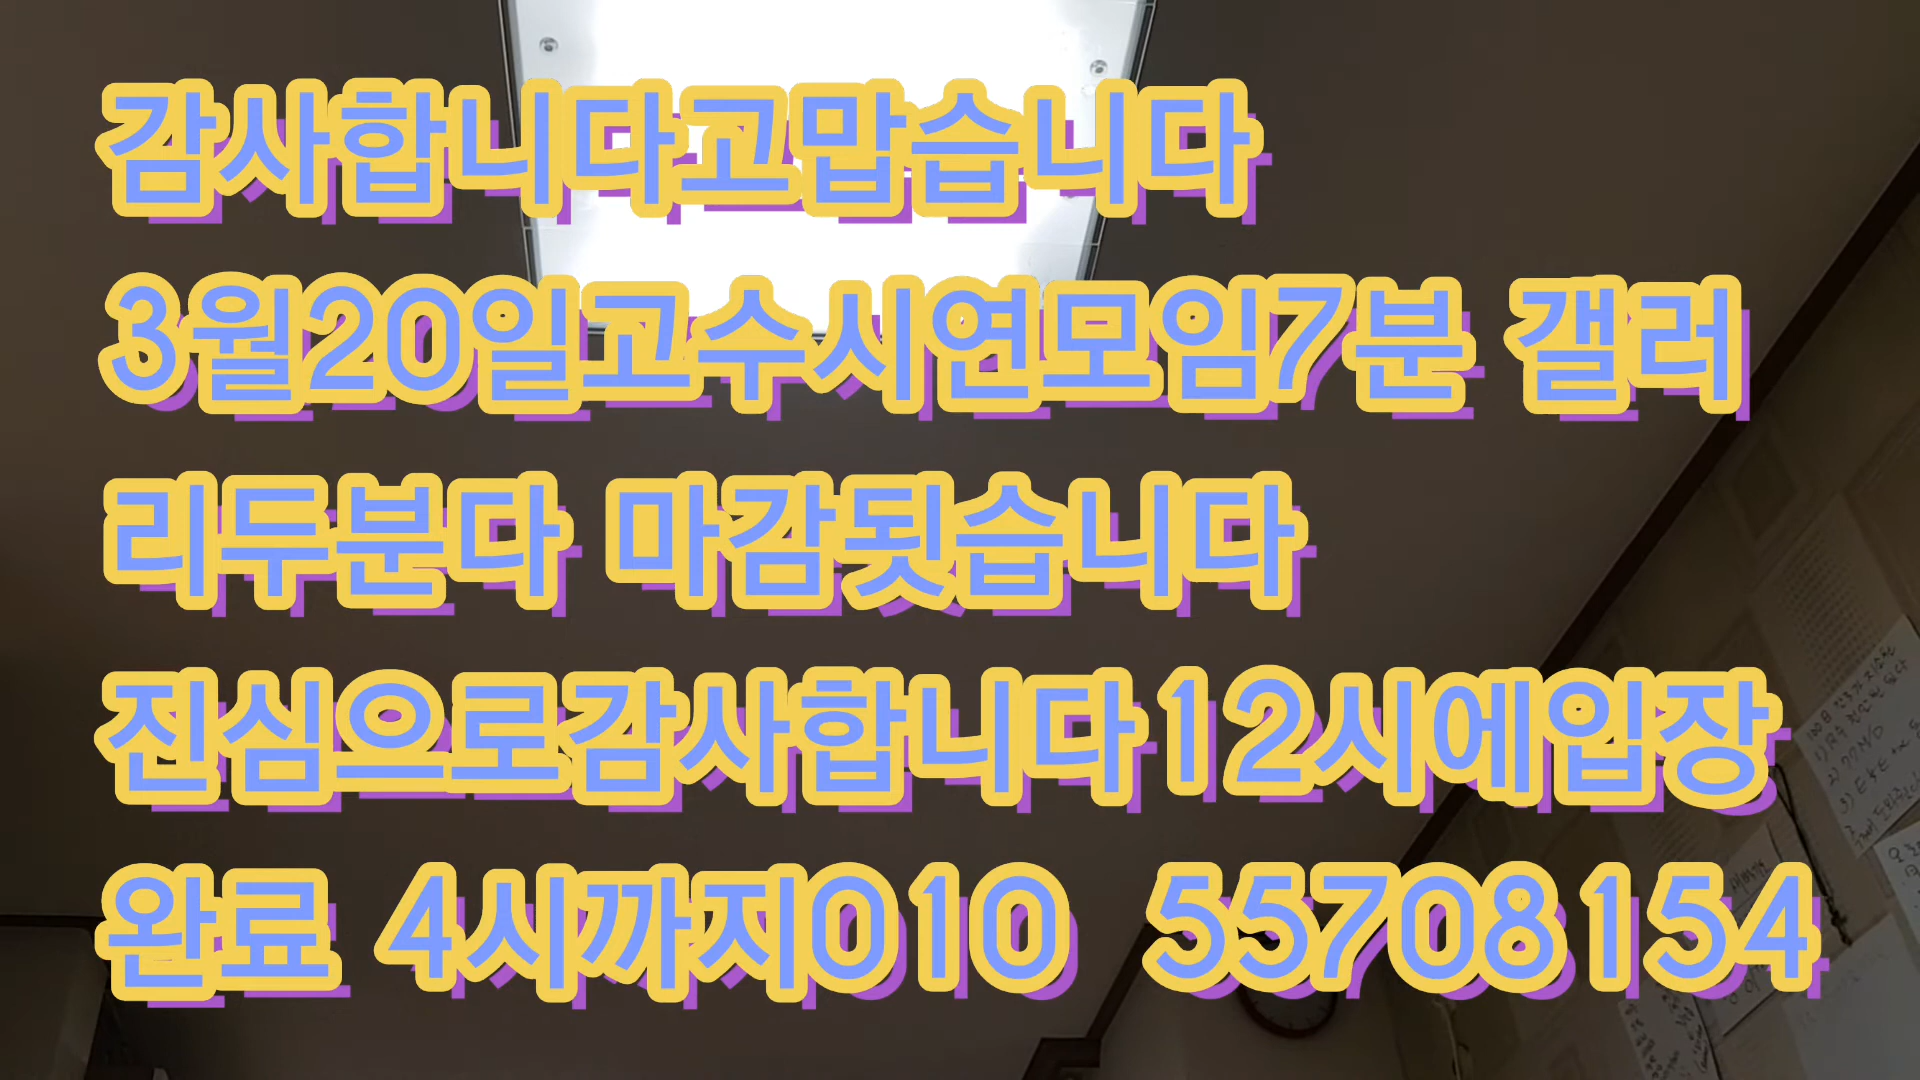 감사합니다고맙습니다
3월20일고수시연모임7분 갤러
리두분다 마감됫습니다
진심으로감사합니다12시에입장
완료 4시까지010 55708154